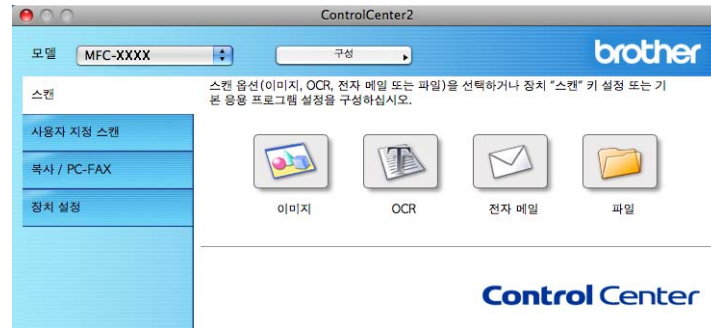 ControlCenter2
모델 MFC-XXXX 구성 brother
스캔
스캔 옵션(이미지, OCR, 전자 메일 또는 파일)을 선택하거나 장치 "스캔" 키 설정 또는 기
본 응용 프로그램 설정을 구성하십시오.
사용자 지정 스캔
복사 / PC-FAX
장치 설정
이미지 OCR 전자 메일 파일
Control Center